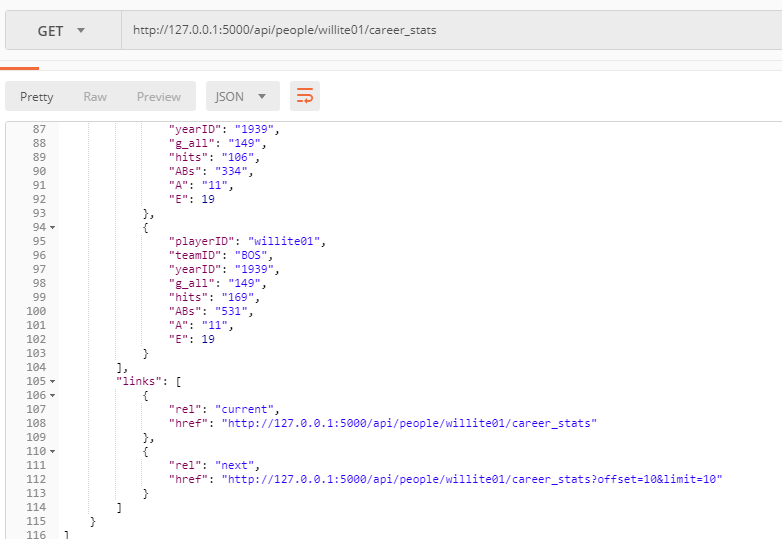 GET http://127.0.0.1:5000/api/people/willite01/career_stats
Pretty Raw Preview JSON
87 "yearID": "1939",
88 "g_all": "149",
89 "hits": "106",
90 "ABs": "334",
91 "A": "11",
92 "E": 19
93 },
94 {
95 "playerID": "willite01",
96 "teamID": "BOS",
97 "yearID": "1939",
98 "g_all": "149",
99 "hits": "169",
100 "ABs": "531",
101 "A": "11",
102 "E": 19
103 }
104 ],
105 "links": [
106 {
107 "rel": "current",
108 "href": "http://127.0.0.1:5000/api/people/willite01/career_stats"
109 },
110 {
111 "rel": "next",
112 "href": "http://127.0.0.1:5000/api/people/willite01/career_stats?offset=10&limit=10"
113 }
114 ]
115 }
116 ]